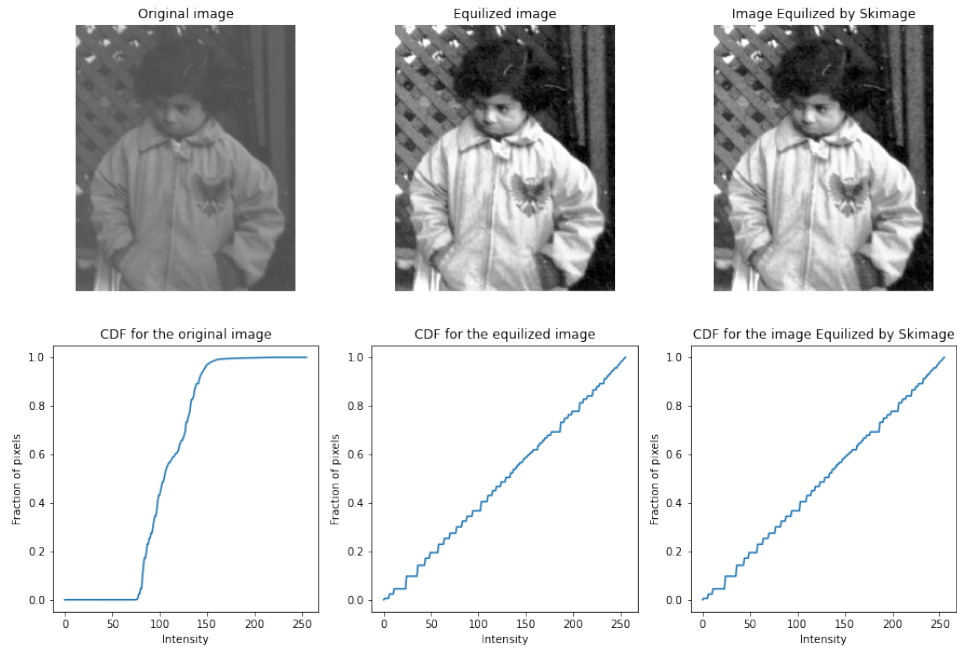 Original image
Equilized image
Image Equilized by Skimage
CDF for the original image
1.0
0.8
0.6
0.4
0.2
0.0
Fraction of pixels
0 50 100 150 200 250
Intensity
CDF for the equilized image
1.0
0.8
0.6
0.4
0.2
0.0
Fraction of pixels
0 50 100 150 200 250
Intensity
CDF for the image Equilized by Skimage
1.0
0.8
0.6
0.4
0.2
0.0
Fraction of pixels
0 50 100 150 200 250
Intensity